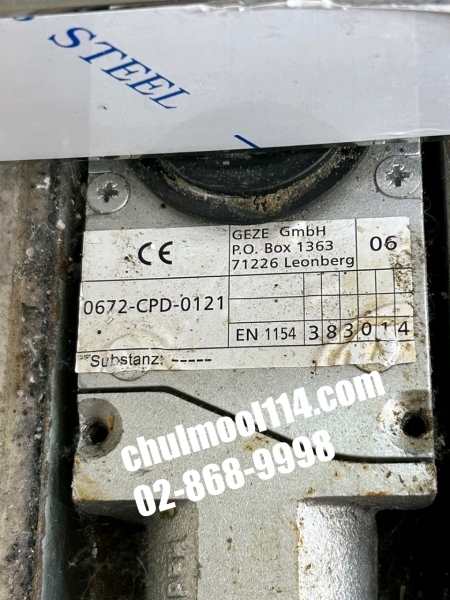 STEEL
CE
GEZE GmbH
P.O. Box 1363
71226 Leonberg
06
0672-CPD-0121
EN 1154 3 8 3 0 1 4
Substanz: -----
chulmool114.com
02-868-9998